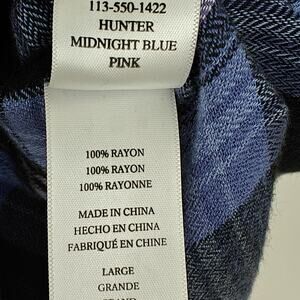 113-550-1422
HUNTER
MIDNIGHT BLUE
PINK
100% RAYON
100% RAYON
100% RAYONNE
MADE IN CHINA
HECHO EN CHINA
FABRIQUÉ EN CHINE
LARGE
GRANDE